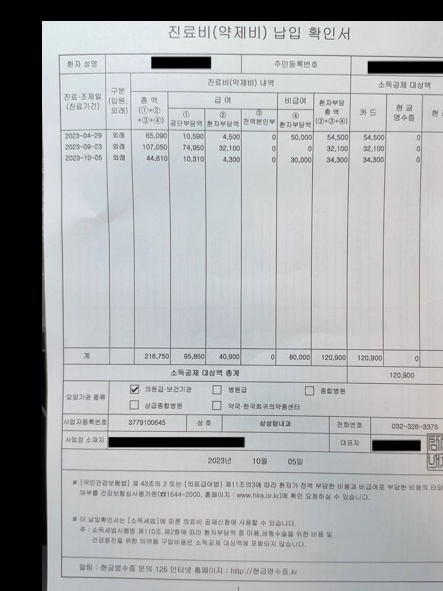 진료비(약제비) 납입 확인서
환자 성명 주민등록번호
진료·조제일 (진료기간) 구분 (입원, 외래) 진료비(약제비) 내역 소득공제 대상액
총 액 (①+② +③+④) 급 여 비급여 환자부담 총 액 (②+③+④) 카 드 현 금 영수증 현 금
① 공단부담액 ② 환자부담액 ③ 전액본인부 ④ 환자부담액
2023-04-29 외래 65,090 10,590 4,500 0 50,000 54,500 54,500 0
2023-09-23 외래 107,050 74,950 32,100 0 0 32,100 32,100 0
2023-10-05 외래 44,610 10,310 4,300 0 30,000 34,300 34,300 0
계 216,750 95,850 40,900 0 80,000 120,900 120,900 0
소득공제 대상액 총계 120,900
요양기관 종류 ☑ 의원급·보건기관 □ 병원급 □ 종합병원
□ 상급종합병원 □ 약국·한국희귀의약품센터
사업자등록번호 3779100645 상 호 삼성탑내과 전화번호 032-326-3375
사업장 소재지 대표자
2023년 10월 05일
※ [국민건강보험법] 제 43조의 2 또는 [의료급여법] 제11조의3에 따라 환자가 전액 부담한 비용과 비급여로 부담한 비용의 타당
여부를 건강보험심사평가원(☎1644-2000, 홈페이지 : www.hira.or.kr)에 확인 요청하실 수 있습니다.
※ 이 납입확인서는 [소득세법]에 따른 의료비 공제신청에 사용할 수 있습니다.
주 : 소득세법시행령 제110조 제2항에 따라 환자부담액 중 미용,성형수술을 위한 비용 및
건강증진을 위한 의약품 구입비용은 소득공제 대상액에 포함되지 않습니다.
알림 : 현금영수증 문의 126 인터넷 홈페이지 : http://현금영수증.kr